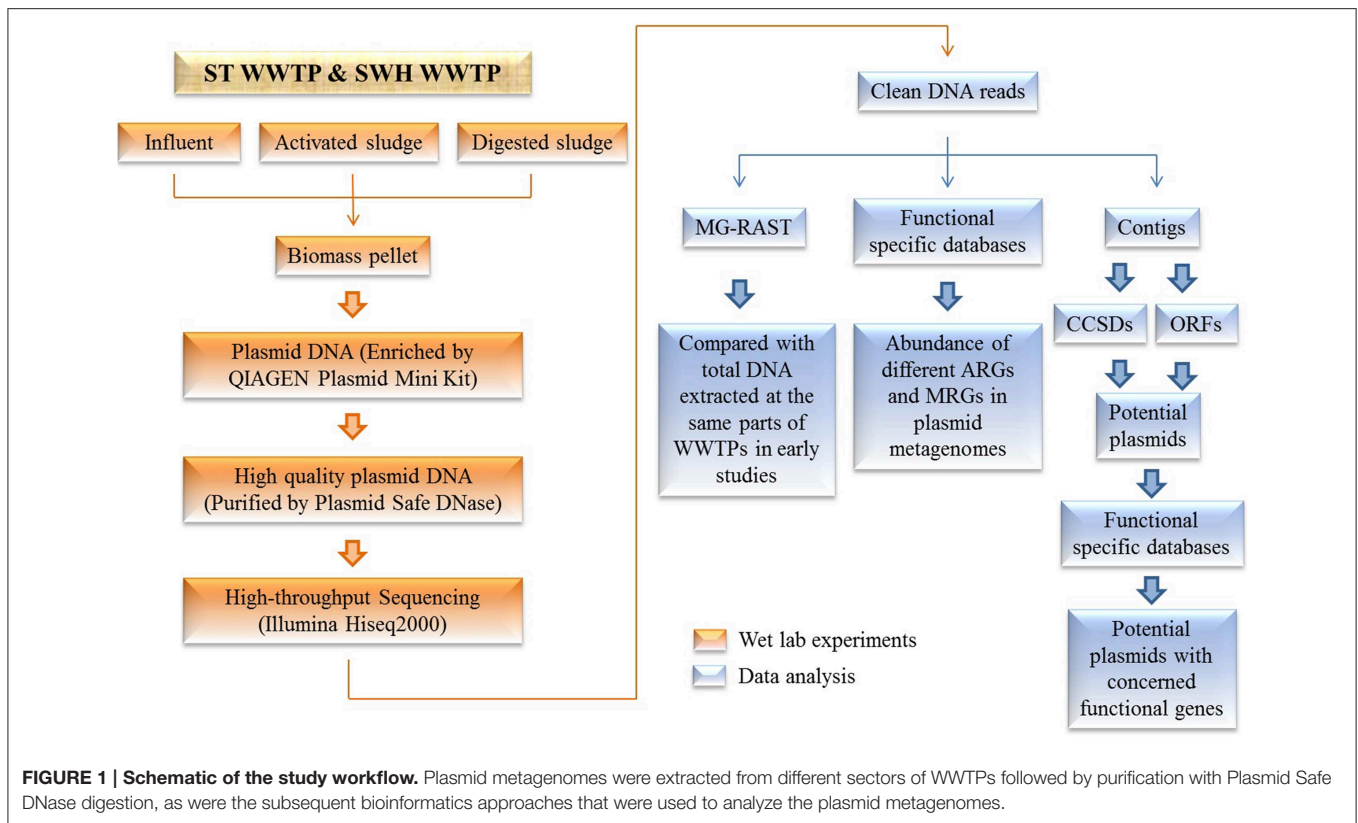 ST WWTP & SWH WWTP
Influent
Activated sludge
Digested sludge
Biomass pellet
Plasmid DNA (Enriched by
QIAGEN Plasmid Mini Kit)
High quality plasmid DNA
(Purified by Plasmid Safe DNase)
High-throughput Sequencing
(Illumina Hiseq2000)
Clean DNA reads
MG-RAST
Functional
specific databases
Contigs
Compared with
total DNA
extracted at the
same parts of
WWTPs in early
studies
Abundance of
different ARGs
and MRGs in
plasmid
metagenomes
CCSDs
ORFs
Potential
plasmids
Functional
specific databases
Potential
plasmids with
concerned
functional genes
Wet lab experiments
Data analysis
FIGURE 1 | Schematic of the study workflow. Plasmid metagenomes were extracted from different sectors of WWTPs followed by purification with Plasmid Safe
DNase digestion, as were the subsequent bioinformatics approaches that were used to analyze the plasmid metagenomes.